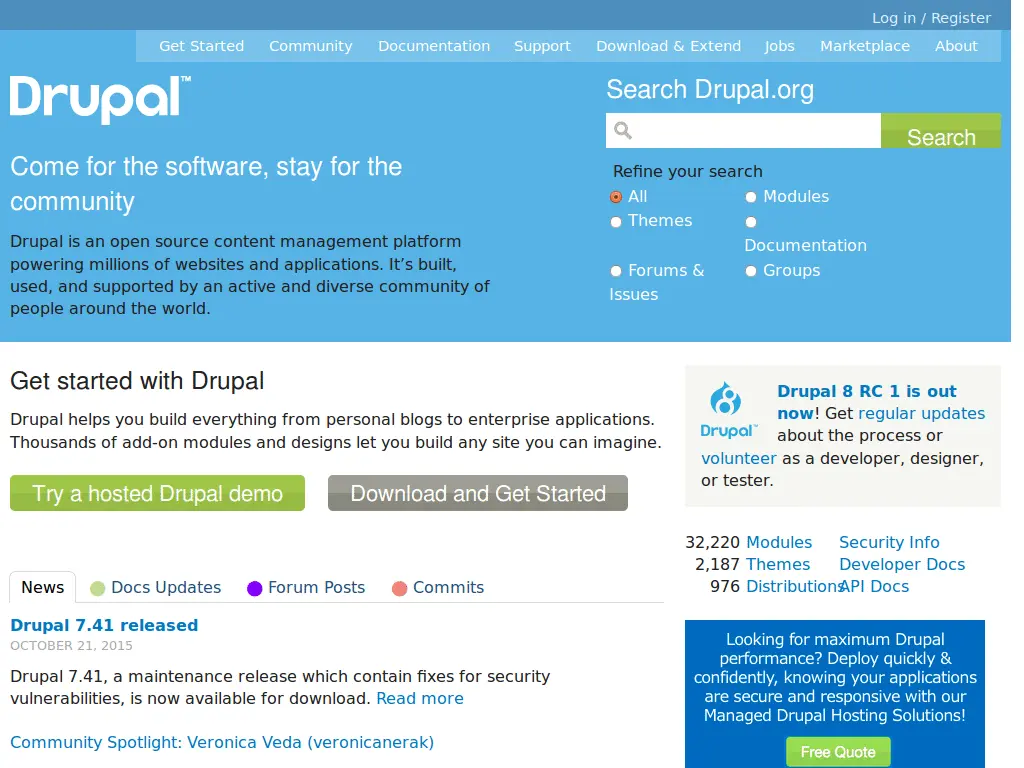 Log in / Register
Get Started Community Documentation Support Download & Extend Jobs Marketplace About
Drupal™
Come for the software, stay for the
community
Drupal is an open source content management platform
powering millions of websites and applications. It’s built,
used, and supported by an active and diverse community of
people around the world.
Search Drupal.org
Search
Refine your search
All Modules
Themes
Documentation
Forums & Groups
Issues
Get started with Drupal
Drupal helps you build everything from personal blogs to enterprise applications.
Thousands of add-on modules and designs let you build any site you can imagine.
Try a hosted Drupal demo Download and Get Started
Drupal™
Drupal 8 RC 1 is out
now! Get regular updates
about the process or
volunteer as a developer, designer,
or tester.
32,220 Modules Security Info
2,187 Themes Developer Docs
976 Distributions API Docs
News Docs Updates Forum Posts Commits
Drupal 7.41 released
OCTOBER 21, 2015
Drupal 7.41, a maintenance release which contain fixes for security
vulnerabilities, is now available for download. Read more
Community Spotlight: Veronica Veda (veronicanerak)
Looking for maximum Drupal
performance? Deploy quickly &
confidently, knowing your applications
are secure and responsive with our
Managed Drupal Hosting Solutions!
Free Quote